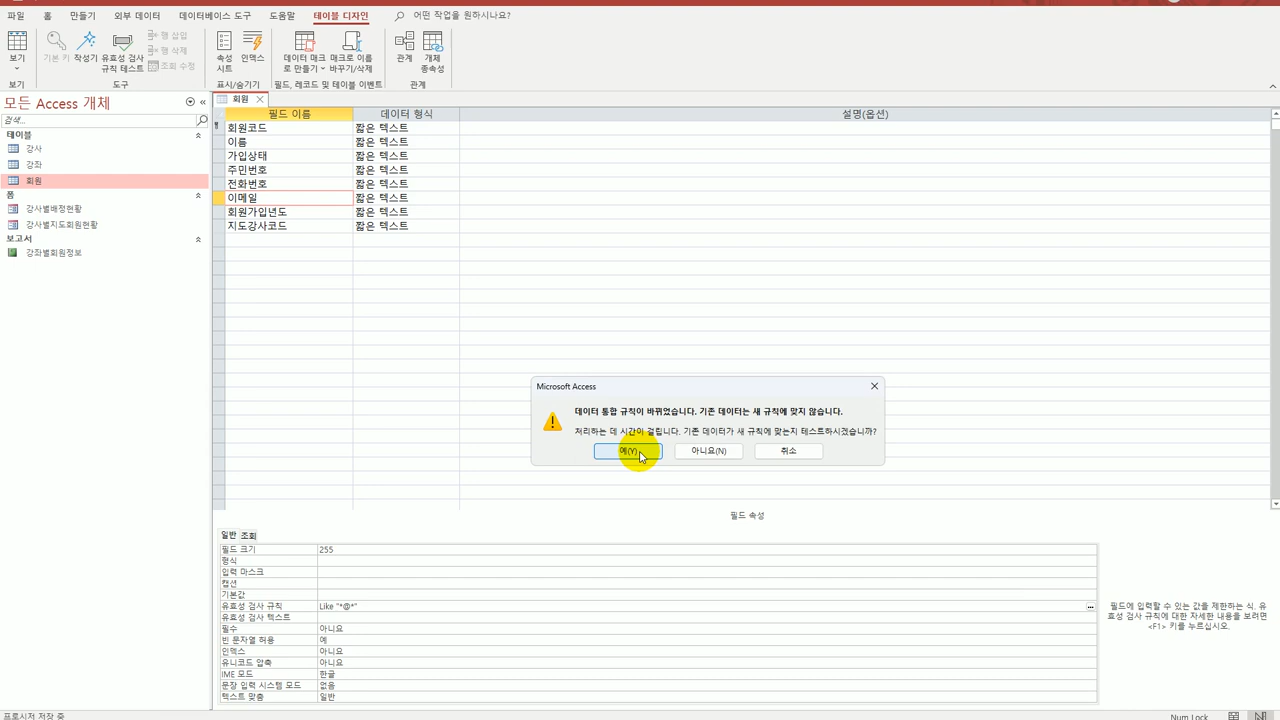 파일 홈 만들기 외부 데이터 데이터베이스 도구 도움말 테이블 디자인 어떤 작업을 원하시나요?
보기 기본 키 작성기 유효성 검사 규칙 테스트 행 삽입 행 삭제 조회 수정 속성 시트 인덱스 데이터 매크로 만들기 매크로 이름 바꾸기/삭제 관계 개체 종속성
보기 도구 표시/숨기기 필드, 레코드 및 테이블 이벤트 관계
모든 Access 개체
검색...
테이블
강사
강좌
회원
폼
강사별배정현황
강사별지도회원현황
보고서
강좌별회원정보
회원
필드 이름 데이터 형식 설명(옵션)
회원코드 짧은 텍스트
이름 짧은 텍스트
가입상태 짧은 텍스트
주민번호 짧은 텍스트
전화번호 짧은 텍스트
이메일 짧은 텍스트
회원가입년도 짧은 텍스트
지도강사코드 짧은 텍스트
Microsoft Access
데이터 통합 규칙이 바뀌었습니다. 기존 데이터는 새 규칙에 맞지 않습니다.
처리하는 데 시간이 걸립니다. 기존 데이터가 새 규칙에 맞는지 테스트하시겠습니까?
예(Y) 아니요(N) 취소
필드 속성
일반 조회
필드 크기 255
형식
입력 마스크
캡션
기본값
유효성 검사 규칙 Like "*@*"
유효성 검사 텍스트
필수 아니요
빈 문자열 허용 예
인덱스 아니요
유니코드 압축 아니요
IME 모드 한글
문장 입력 시스템 모드 없음
텍스트 맞춤 일반
필드에 입력할 수 있는 값을 제한하는 식. 유
효성 검사 규칙에 대한 자세한 내용을 보려면
<F1> 키를 누르십시오.
프로시저 저장 중 Num Lock